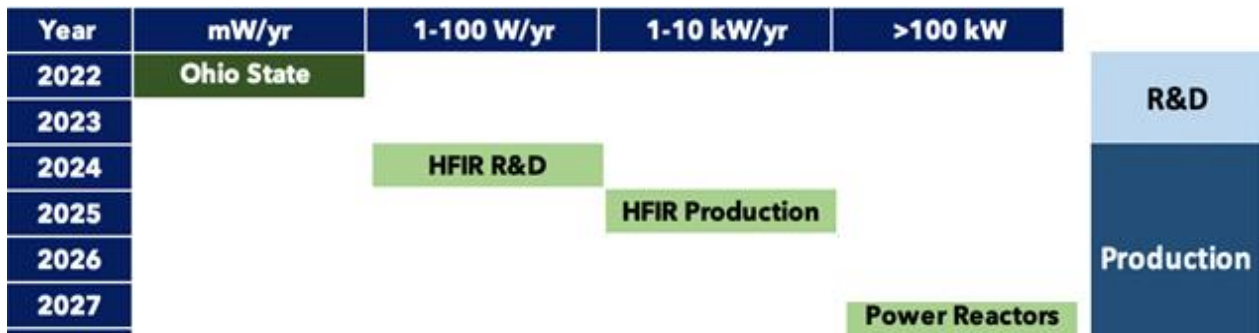 Year mW/yr 1-100 W/yr 1-10 kW/yr >100 kW
2022 Ohio State
R&D
2023
2024 HFIR R&D
2025 HFIR Production
2026
Production
2027
Power Reactors